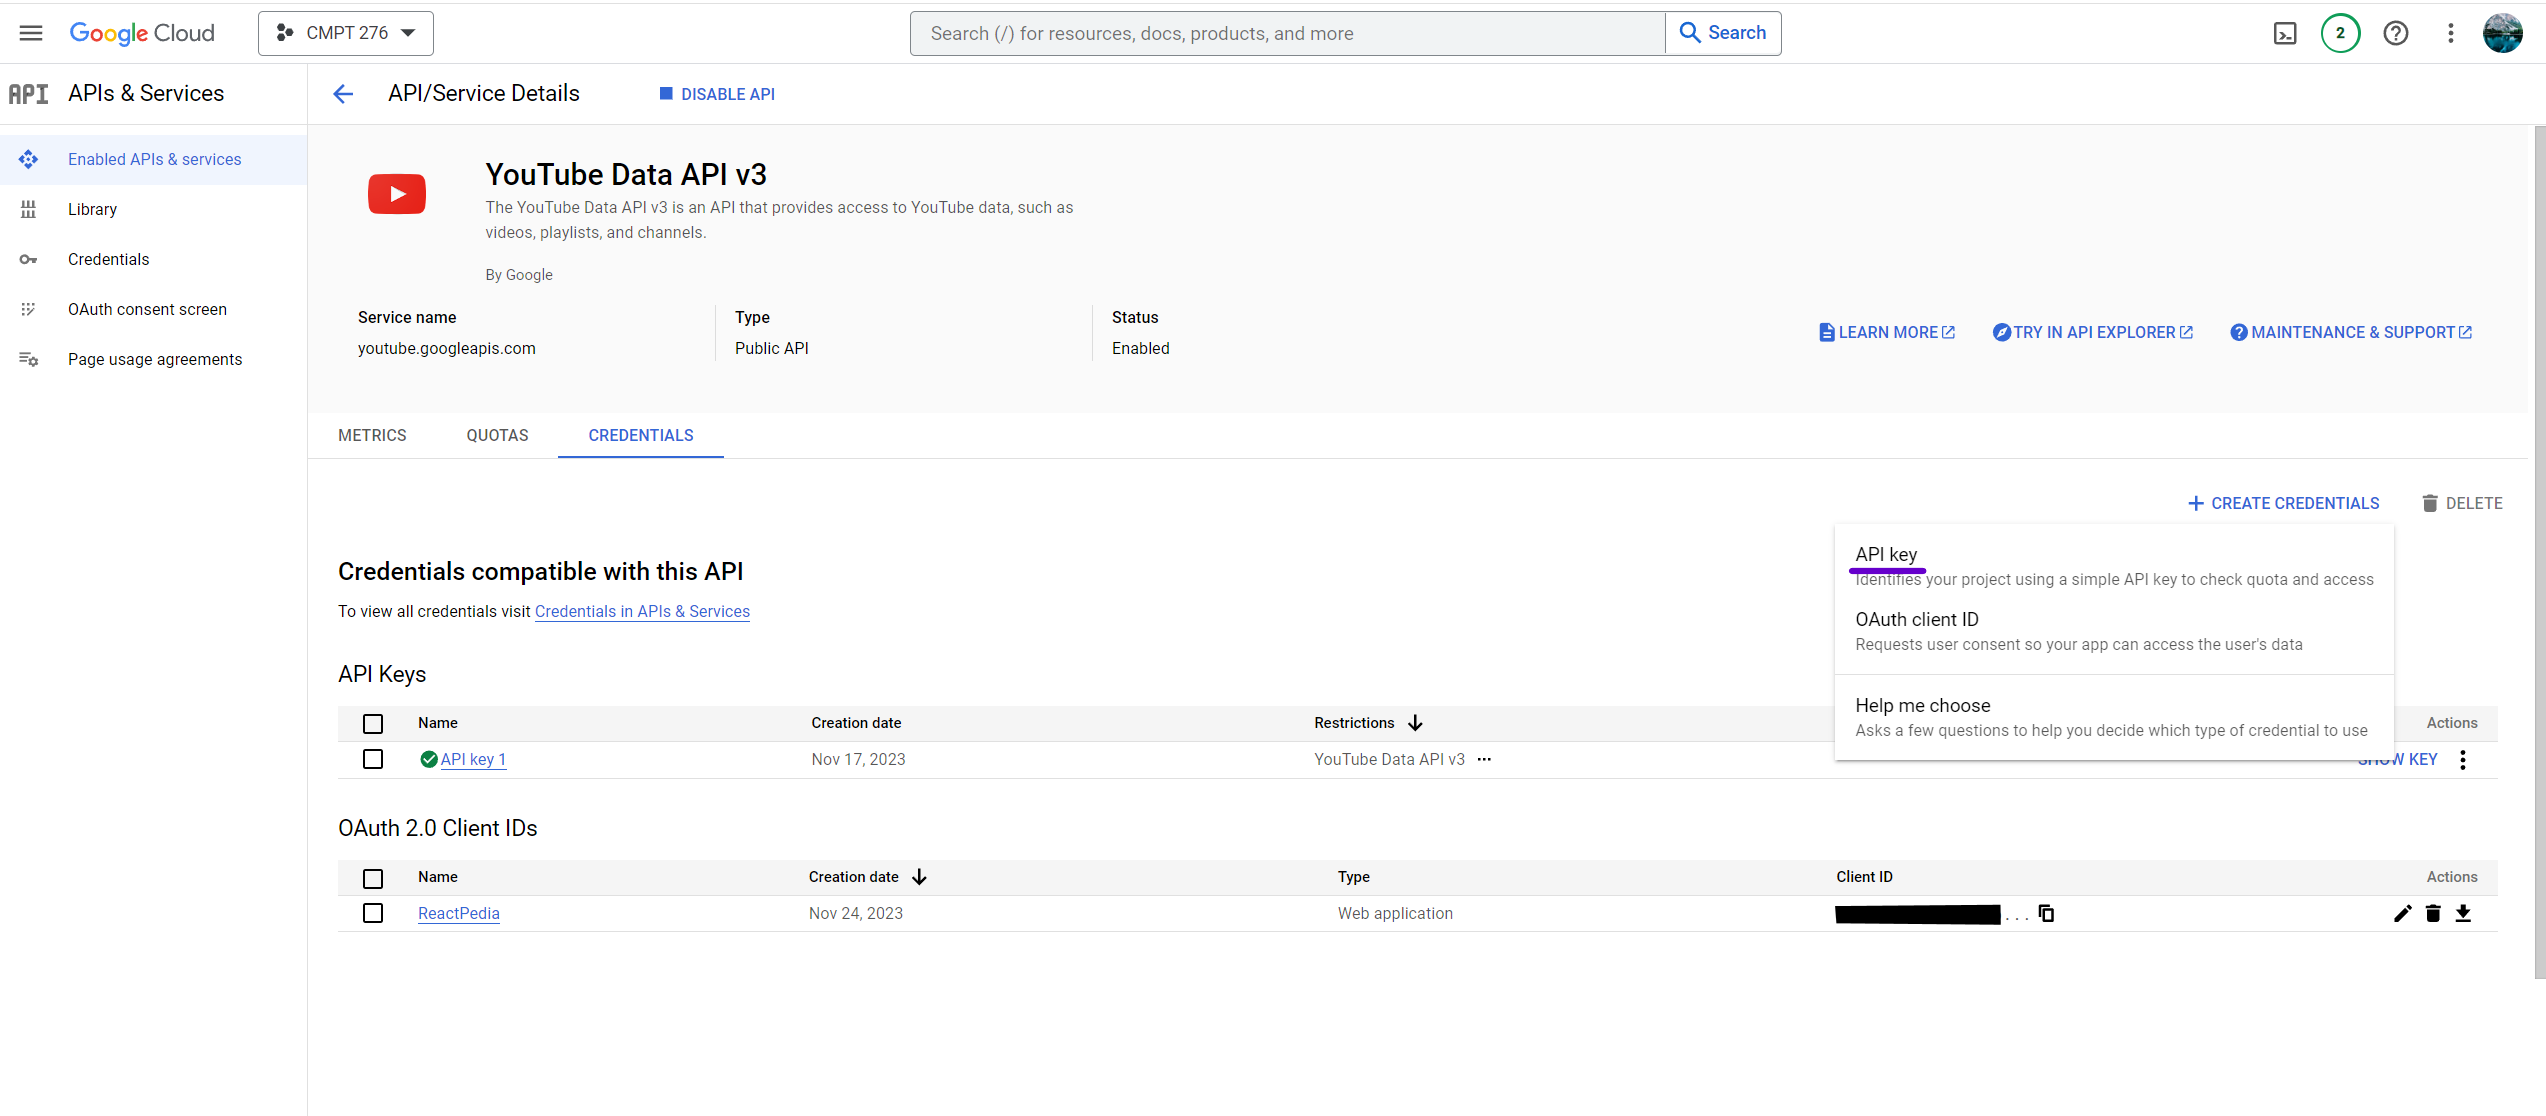 Google Cloud
CMPT 276
Search (/) for resources, docs, products, and more
Search
2
API
APIs & Services
API/Service Details
DISABLE API
Enabled APIs & services
Library
Credentials
OAuth consent screen
Page usage agreements
YouTube Data API v3
The YouTube Data API v3 is an API that provides access to YouTube data, such as
videos, playlists, and channels.
By Google
Service name
youtube.googleapis.com
Type
Public API
Status
Enabled
LEARN MORE
TRY IN API EXPLORER
MAINTENANCE & SUPPORT
METRICS
QUOTAS
CREDENTIALS
+ CREATE CREDENTIALS
DELETE
API key
Identifies your project using a simple API key to check quota and access
OAuth client ID
Requests user consent so your app can access the user's data
Help me choose
Asks a few questions to help you decide which type of credential to use
Credentials compatible with this API
To view all credentials visit Credentials in APIs & Services
API Keys
Name Creation date Restrictions Actions
API key 1 Nov 17, 2023 YouTube Data API v3 ... SHOW KEY
OAuth 2.0 Client IDs
Name Creation date Type Client ID Actions
ReactPedia Nov 24, 2023 Web application ...